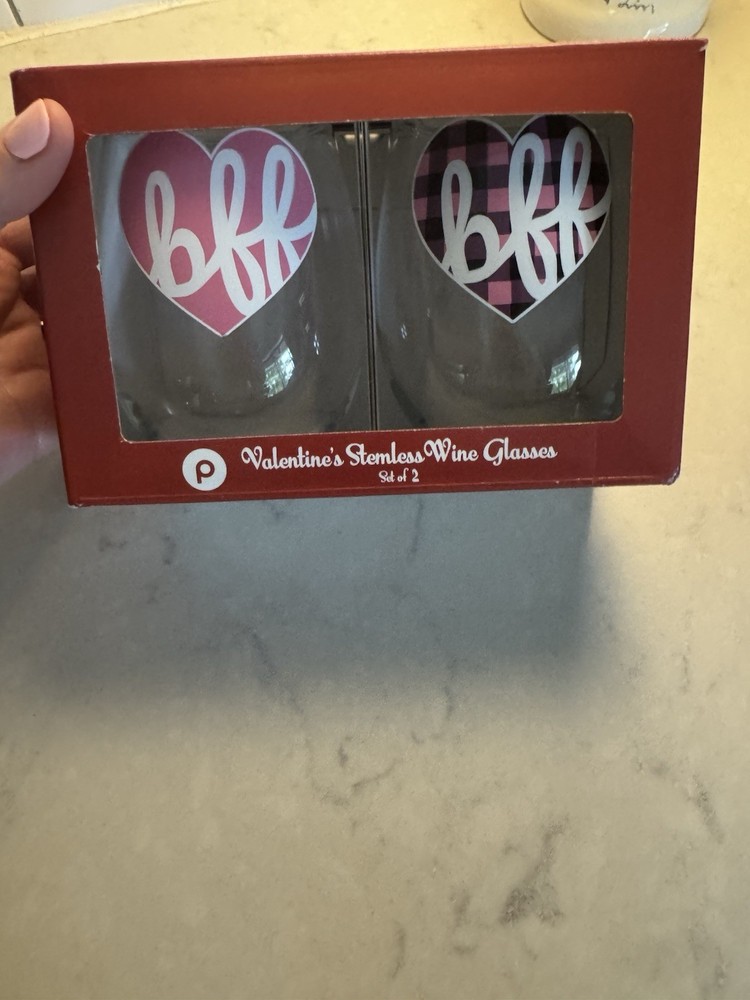 bff
bff
p Valentine's Stemless Wine Glasses
Set of 2